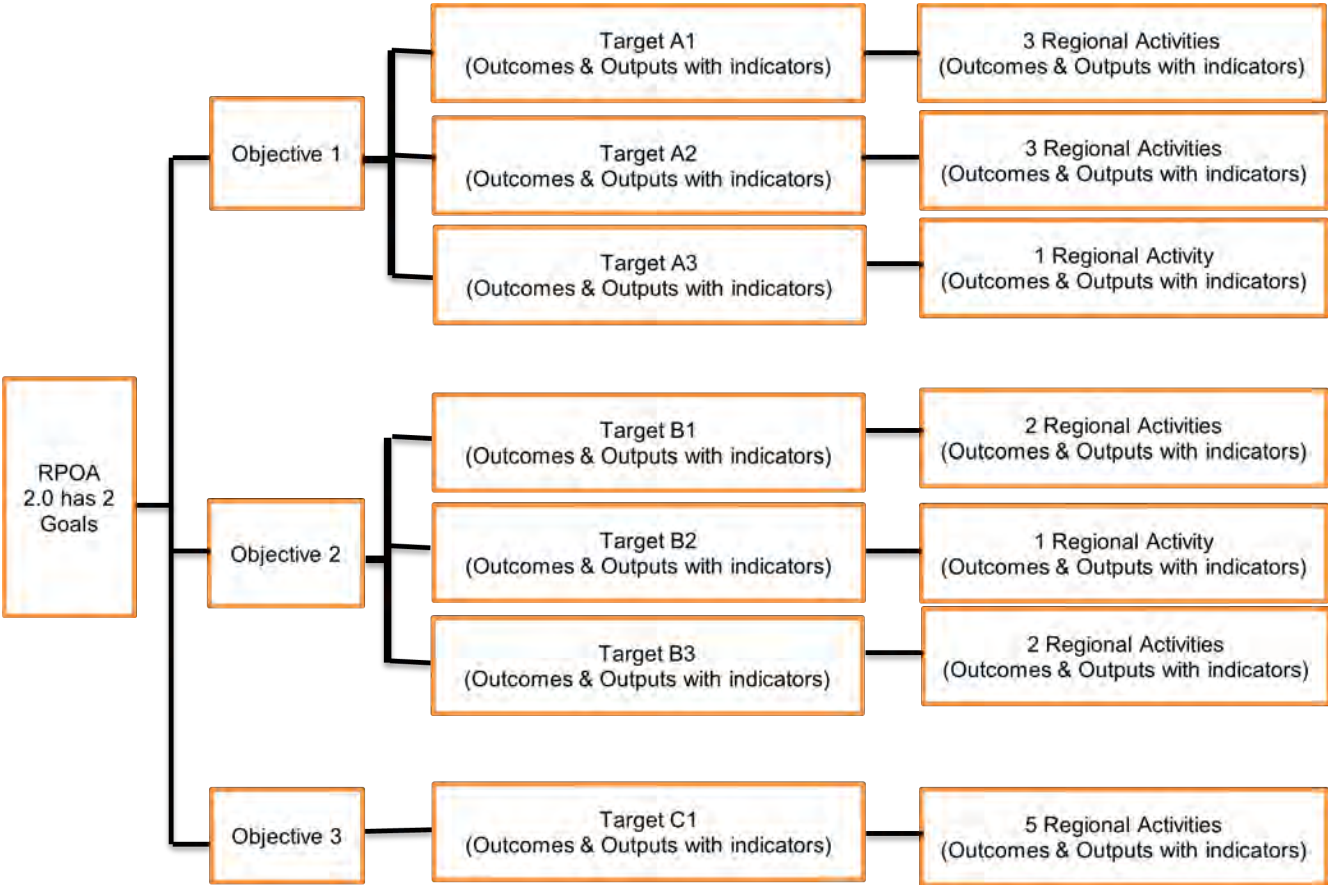 RPOA
2.0 has 2
Goals
Objective 1
Target A1
(Outcomes & Outputs with indicators)
3 Regional Activities
(Outcomes & Outputs with indicators)
Target A2
(Outcomes & Outputs with indicators)
3 Regional Activities
(Outcomes & Outputs with indicators)
Target A3
(Outcomes & Outputs with indicators)
1 Regional Activity
(Outcomes & Outputs with indicators)
Objective 2
Target B1
(Outcomes & Outputs with indicators)
2 Regional Activities
(Outcomes & Outputs with indicators)
Target B2
(Outcomes & Outputs with indicators)
1 Regional Activity
(Outcomes & Outputs with indicators)
Target B3
(Outcomes & Outputs with indicators)
2 Regional Activities
(Outcomes & Outputs with indicators)
Objective 3
Target C1
(Outcomes & Outputs with indicators)
5 Regional Activities
(Outcomes & Outputs with indicators)